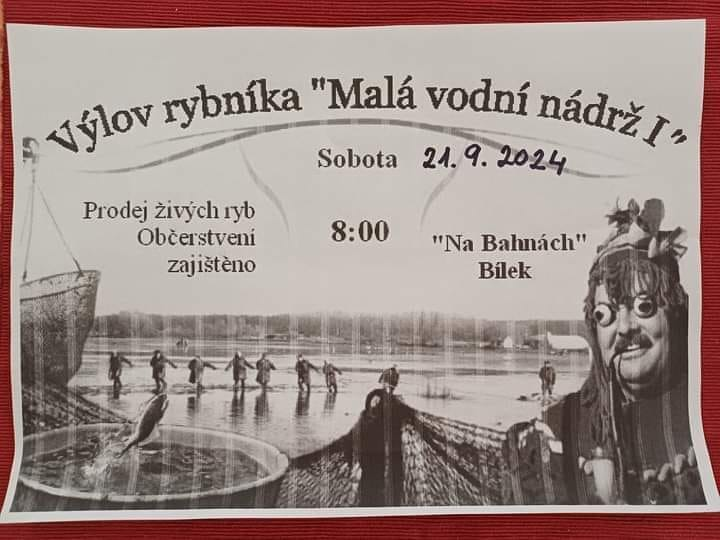 Výlov rybníka "Malá vodní nádrž I"
Sobota 21.9.2024
Prodej živých ryb
Občerstvení
zajištěno
8:00
"Na Bahnách"
Bílek